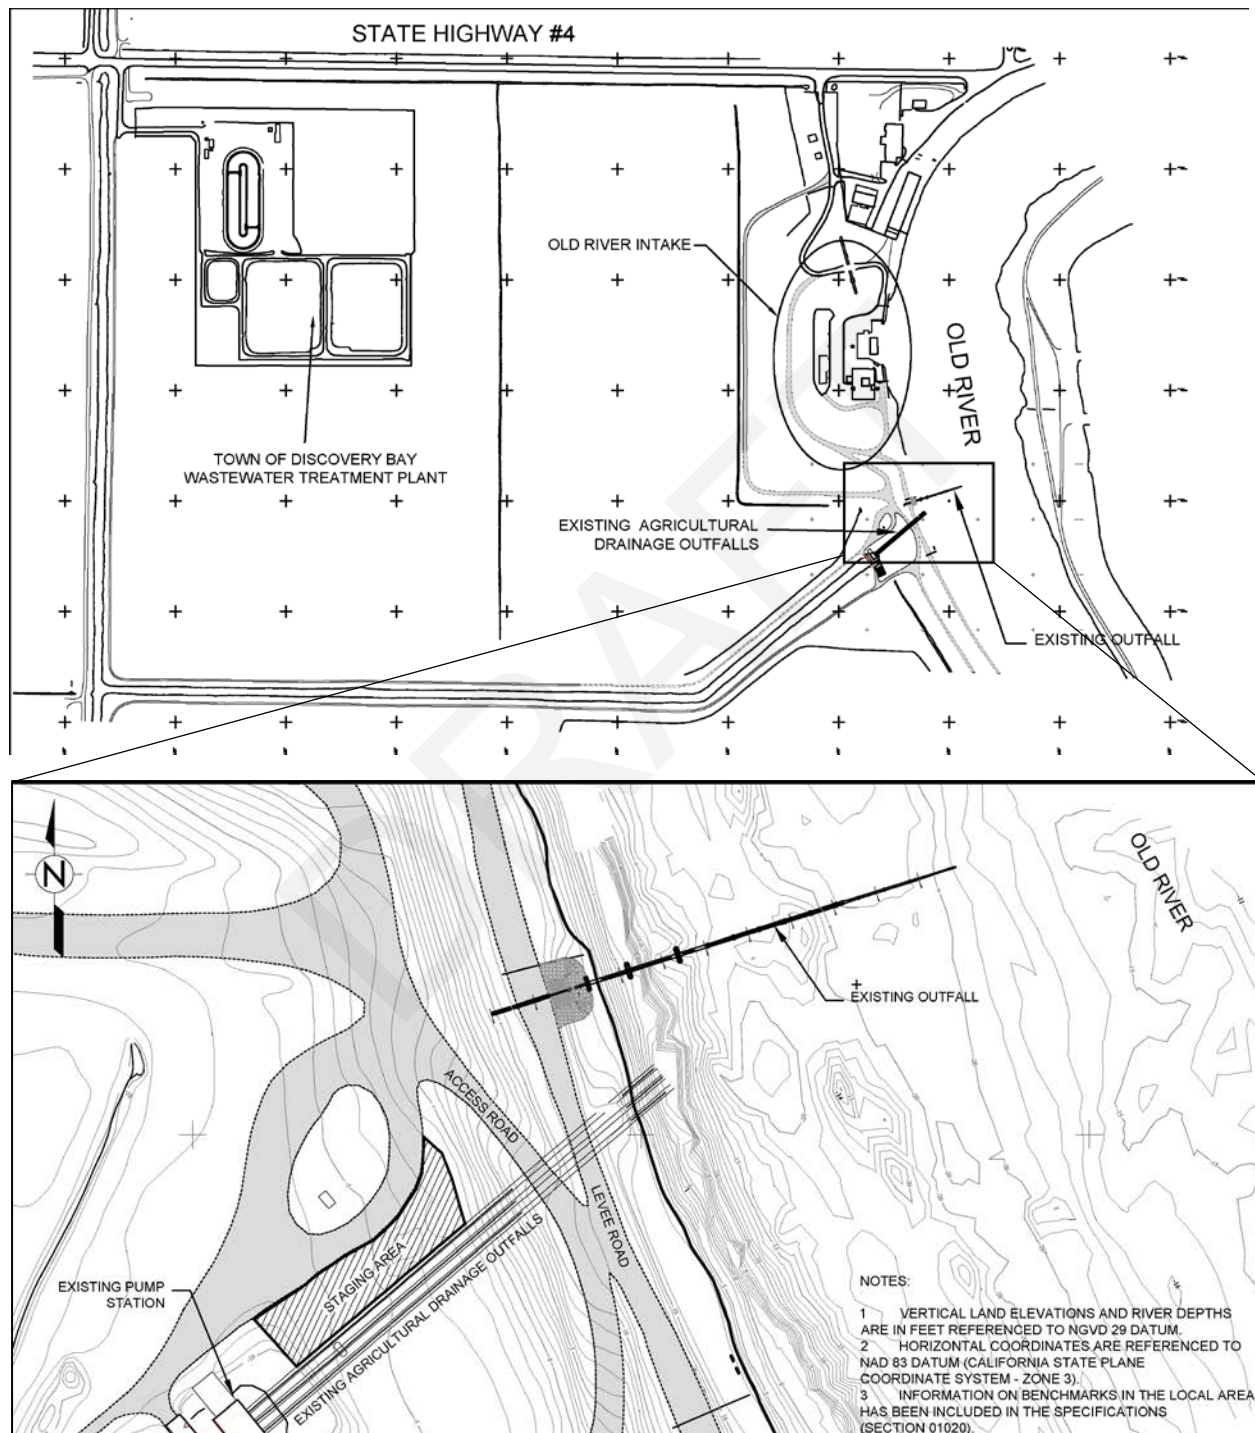 STATE HIGHWAY #4
OLD RIVER INTAKE
OLD RIVER
TOWN OF DISCOVERY BAY
WASTEWATER TREATMENT PLANT
EXISTING AGRICULTURAL
DRAINAGE OUTFALLS
EXISTING OUTFALL
DRAFT
N
OLD RIVER
EXISTING OUTFALL
ACCESS ROAD
LEVEE ROAD
STAGING AREA
EXISTING AGRICULTURAL DRAINAGE OUTFALLS
EXISTING PUMP
STATION
NOTES:
1 VERTICAL LAND ELEVATIONS AND RIVER DEPTHS
ARE IN FEET REFERENCED TO NGVD 29 DATUM.
2 HORIZONTAL COORDINATES ARE REFERENCED TO
NAD 83 DATUM (CALIFORNIA STATE PLANE
COORDINATE SYSTEM - ZONE 3).
3 INFORMATION ON BENCHMARKS IN THE LOCAL AREA
HAS BEEN INCLUDED IN THE SPECIFICATIONS
(SECTION 01020).